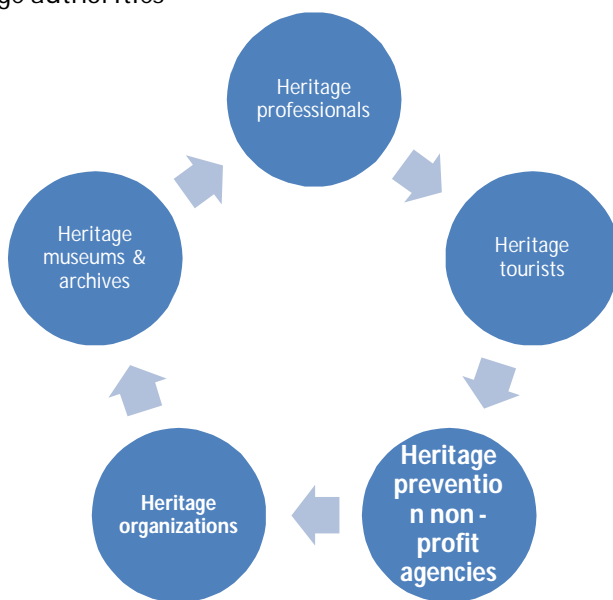 Heritage
professionals
Heritage
tourists
Heritage
preventio
n non -
profit
agencies
Heritage
organizations
Heritage
museums &
archives